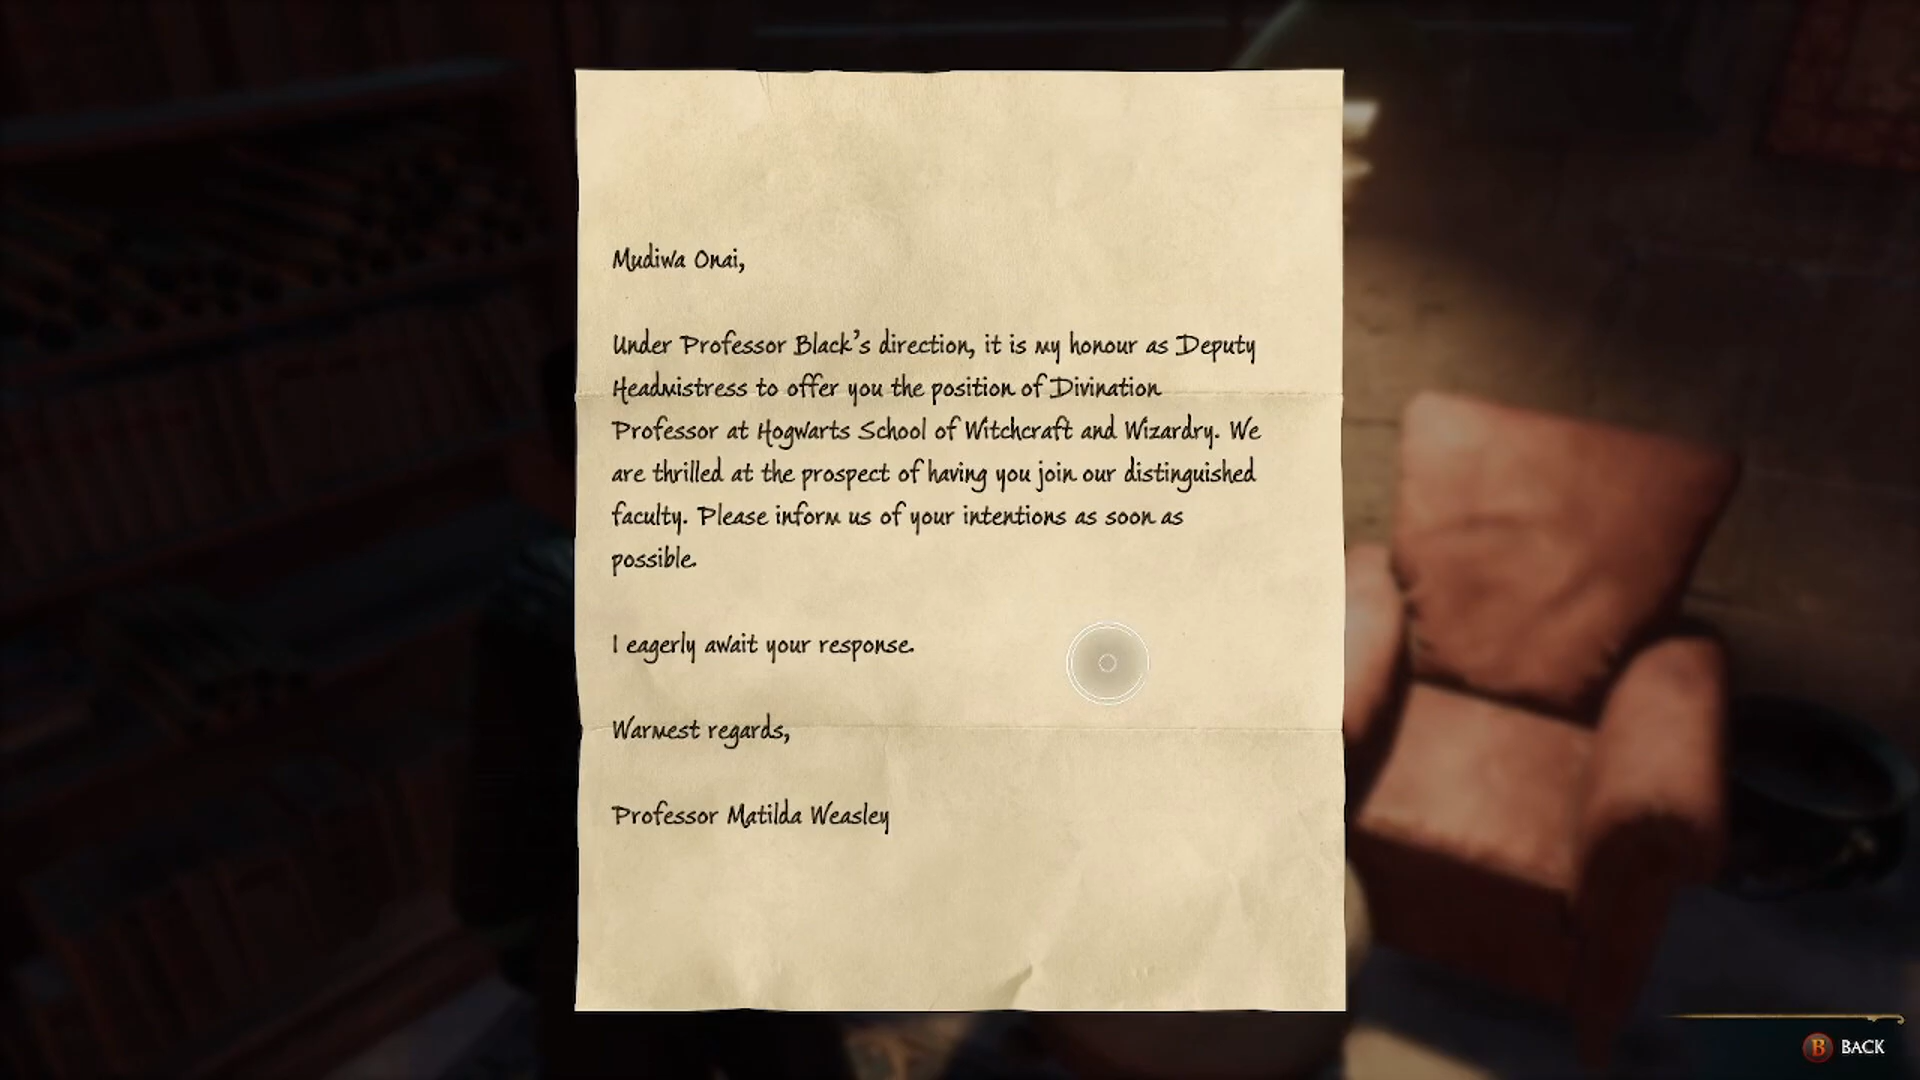 Mudiwa Onai,
Under Professor Black's direction, it is my honour as Deputy
Headmistress to offer you the position of Divination
Professor at Hogwarts School of Witchcraft and Wizardry. We
are thrilled at the prospect of having you join our distinguished
faculty. Please inform us of your intentions as soon as
possible.
I eagerly await your response.
Warmest regards,
Professor Matilda Weasley
B BACK